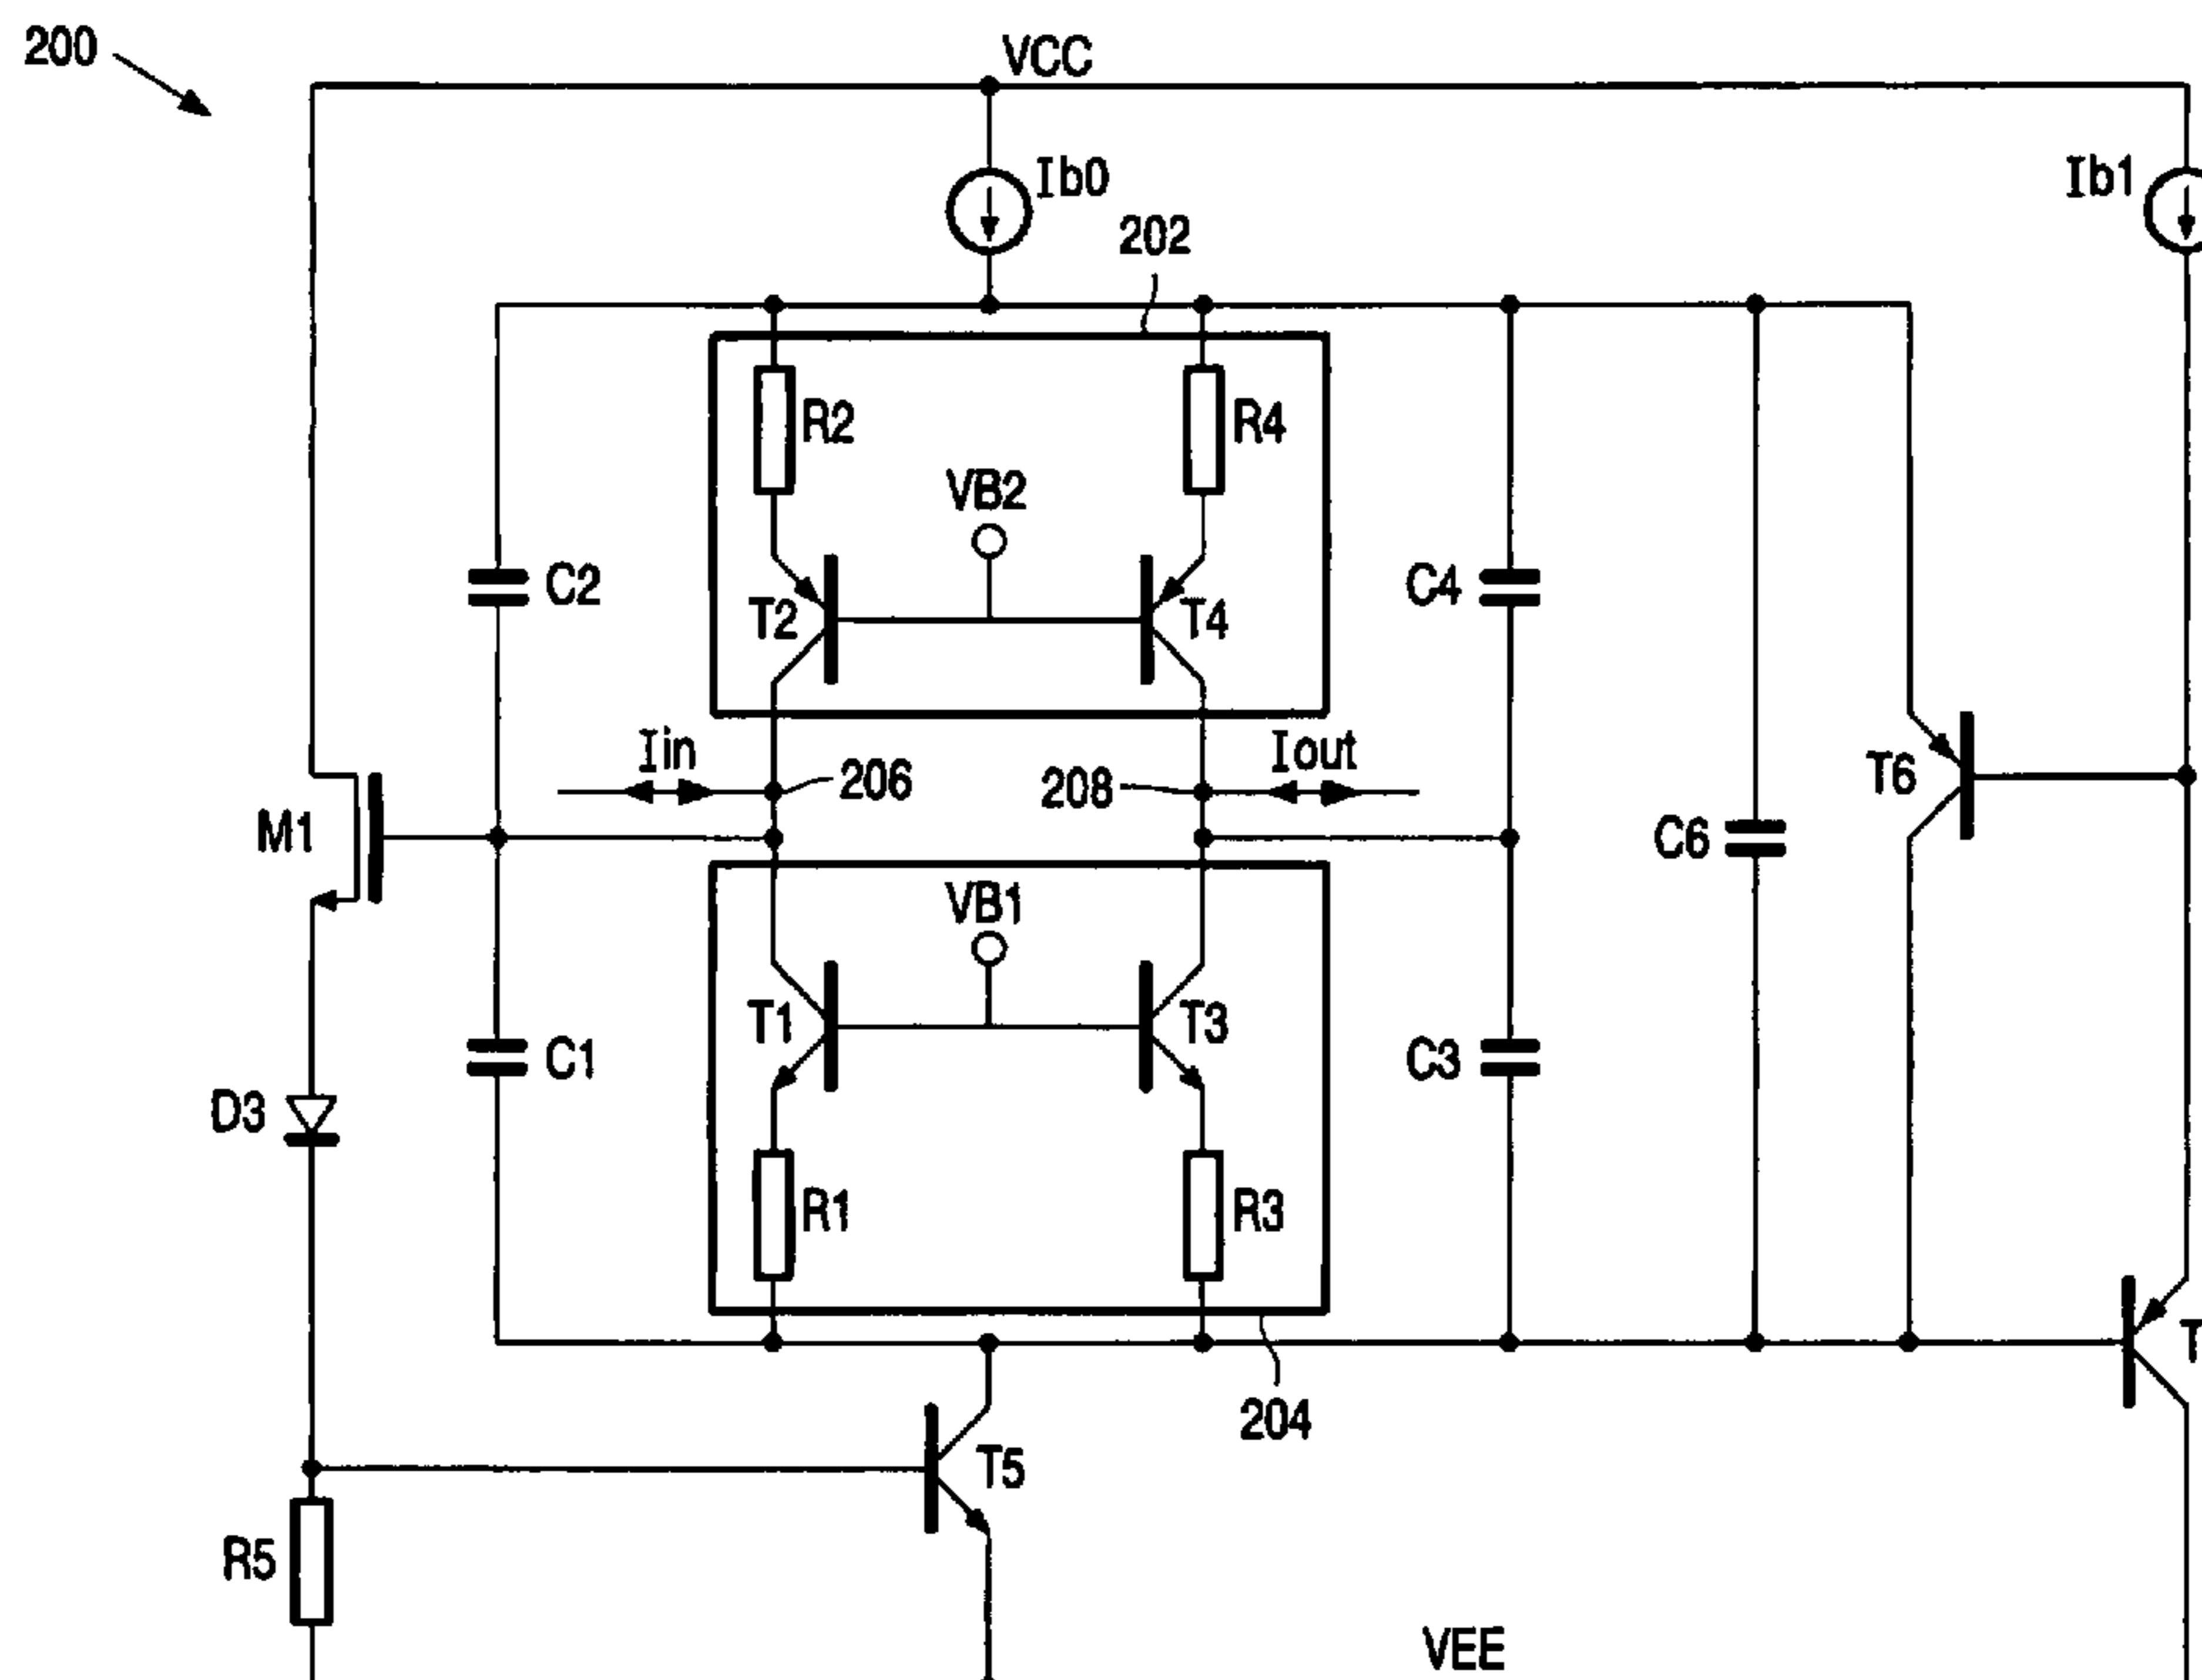 200
VCC
Ib0
Ib1
202
R2
R4
VB2
C2
T2
T4
C4
Iin
206
208
Iout
T6
M1
C6
VB1
T1
T3
C1
C3
D3
R1
R3
T
204
T5
R5
VEE